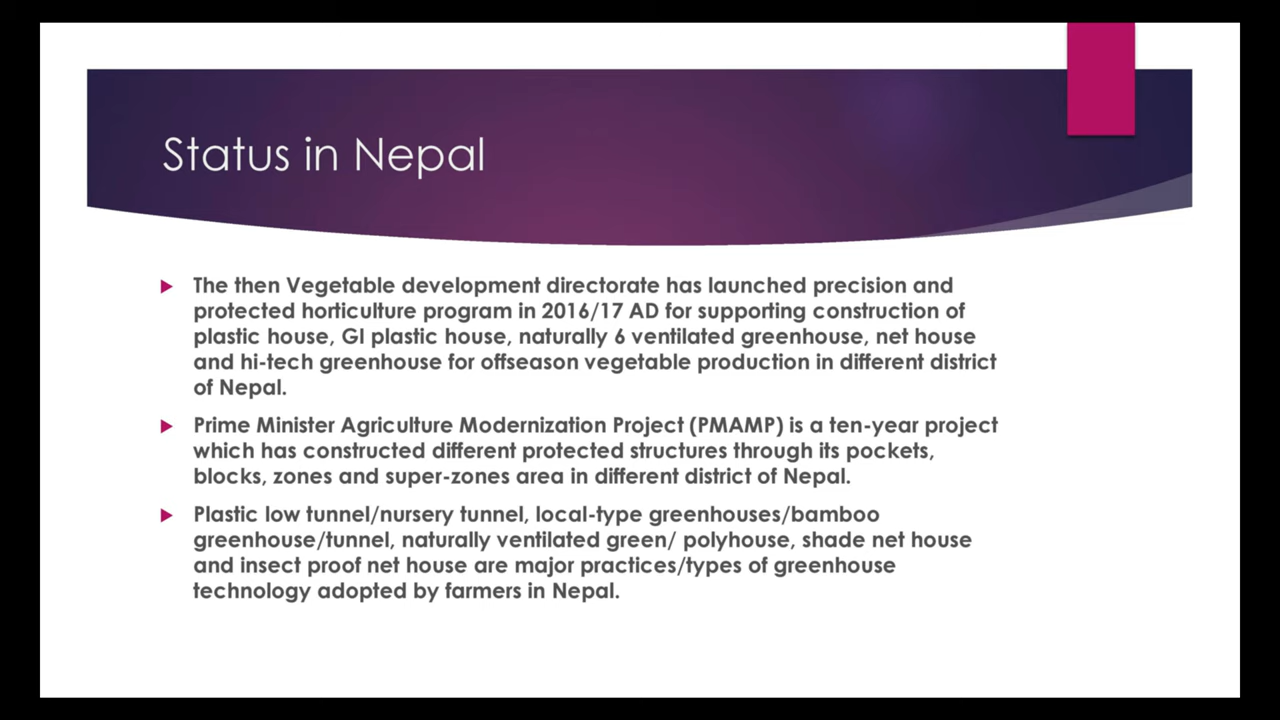 Status in Nepal
The then Vegetable development directorate has launched precision and
protected horticulture program in 2016/17 AD for supporting construction of
plastic house, GI plastic house, naturally 6 ventilated greenhouse, net house
and hi-tech greenhouse for offseason vegetable production in different district
of Nepal.
Prime Minister Agriculture Modernization Project (PMAMP) is a ten-year project
which has constructed different protected structures through its pockets,
blocks, zones and super-zones area in different district of Nepal.
Plastic low tunnel/nursery tunnel, local-type greenhouses/bamboo
greenhouse/tunnel, naturally ventilated green/ polyhouse, shade net house
and insect proof net house are major practices/types of greenhouse
technology adopted by farmers in Nepal.